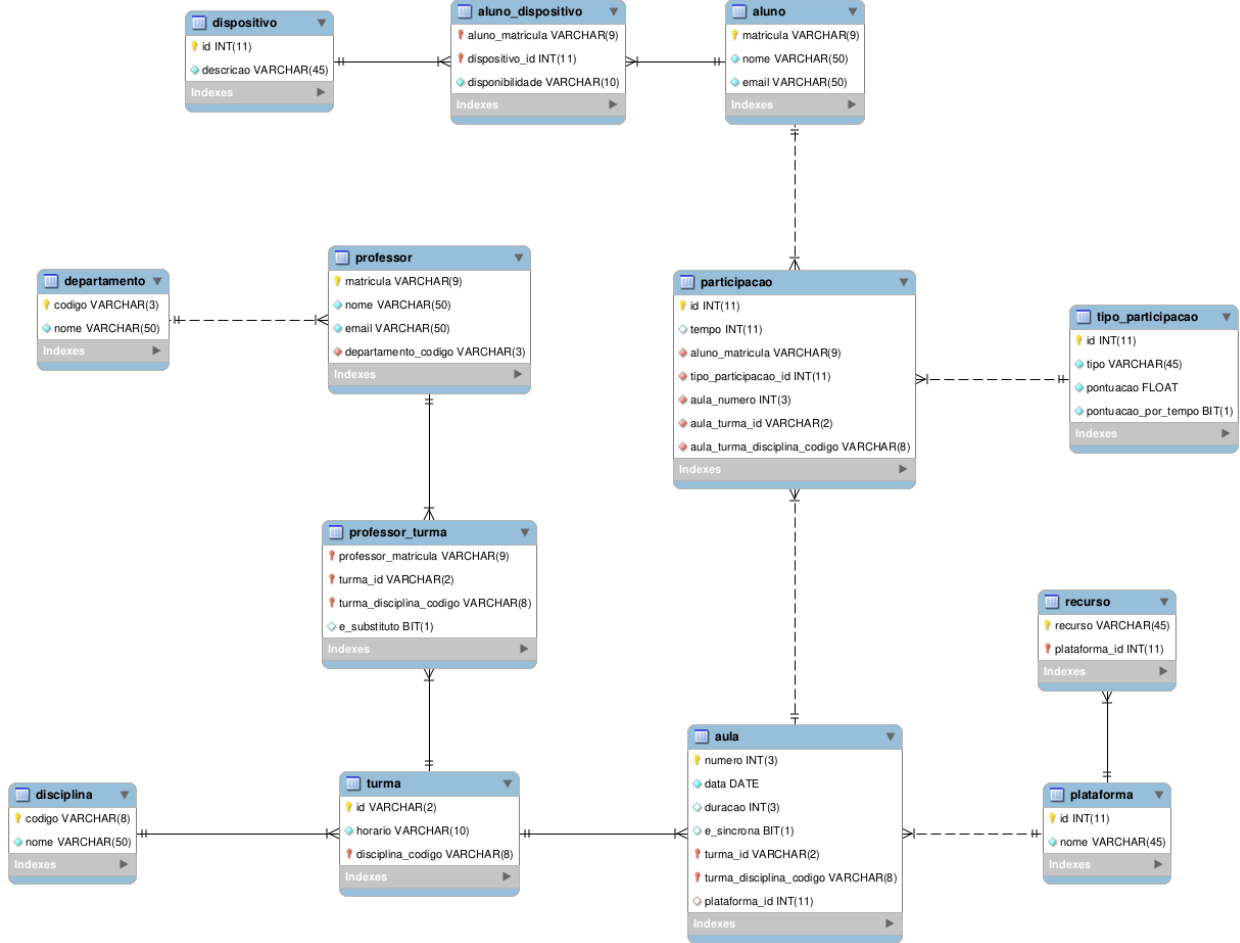 dispositivo
id INT(11)
descricao VARCHAR(45)
Indexes
aluno_dispositivo
aluno_matricula VARCHAR(9)
dispositivo_id INT(11)
disponibilidade VARCHAR(10)
Indexes
aluno
matricula VARCHAR(9)
nome VARCHAR(50)
email VARCHAR(50)
Indexes
departamento
codigo VARCHAR(3)
nome VARCHAR(50)
Indexes
professor
matricula VARCHAR(9)
nome VARCHAR(50)
email VARCHAR(50)
departamento_codigo VARCHAR(3)
Indexes
participacao
id INT(11)
tempo INT(11)
aluno_matricula VARCHAR(9)
tipo_participacao_id INT(11)
aula_numero INT(3)
aula_turma_id VARCHAR(2)
aula_turma_disciplina_codigo VARCHAR(8)
Indexes
tipo_participacao
id INT(11)
tipo VARCHAR(45)
pontuacao FLOAT
pontuacao_por_tempo BIT(1)
Indexes
professor_turma
professor_matricula VARCHAR(9)
turma_id VARCHAR(2)
turma_disciplina_codigo VARCHAR(8)
e_substituto BIT(1)
Indexes
recurso
recurso VARCHAR(45)
plataforma_id INT(11)
Indexes
disciplina
codigo VARCHAR(8)
nome VARCHAR(50)
Indexes
turma
id VARCHAR(2)
horario VARCHAR(10)
disciplina_codigo VARCHAR(8)
Indexes
aula
numero INT(3)
data DATE
duracao INT(3)
e_sincrona BIT(1)
turma_id VARCHAR(2)
turma_disciplina_codigo VARCHAR(8)
plataforma_id INT(11)
Indexes
plataforma
id INT(11)
nome VARCHAR(45)
Indexes